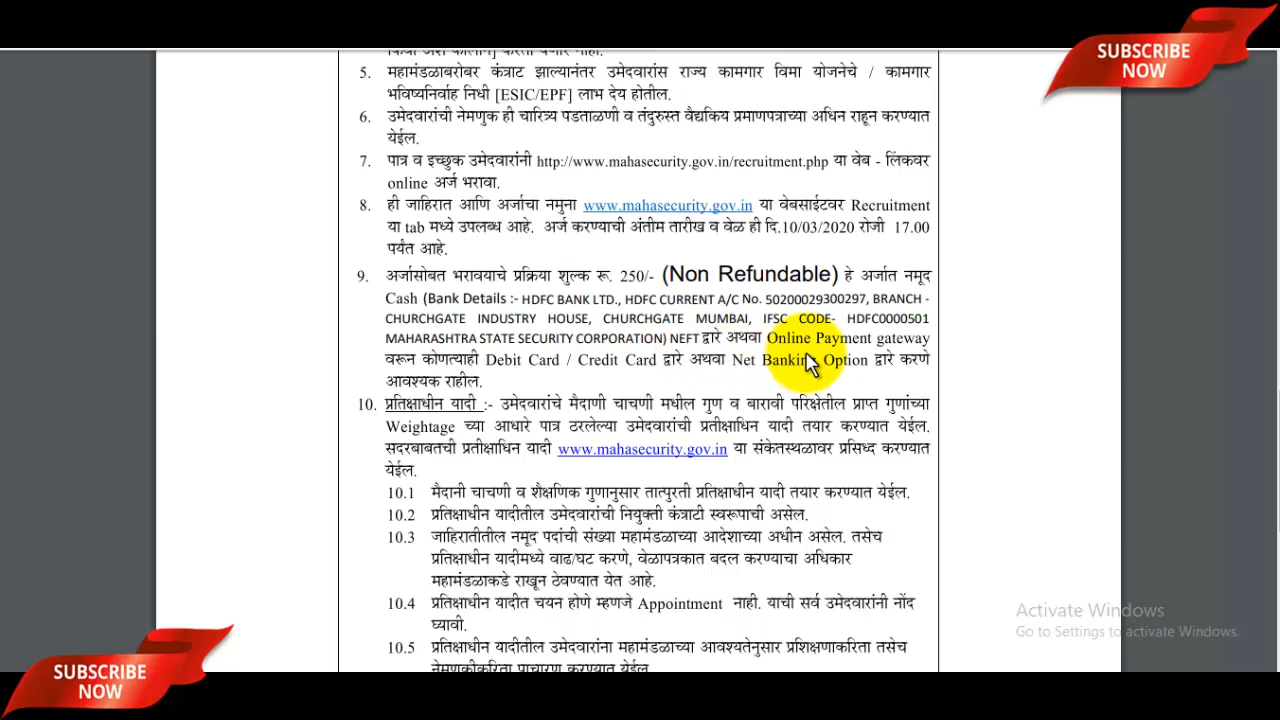 SUBSCRIBE
NOW
5. महामंडळाबरोबर कंत्राट झाल्यानंतर उमेदवारांस राज्य कामगार विमा योजनेचे / कामगार
भविष्यनिर्वाह निधी [ESIC/EPF] लाभ देय होतील.
6. उमेदवारांची नेमणुक ही चारित्र्य पडताळणी व तंदुरुस्त वैद्यकिय प्रमाणपत्राच्या अधिन राहून करण्यात
येईल.
7. पात्र व इच्छुक उमेदवारांनी http://www.mahasecurity.gov.in/recruitment.php या वेब - लिंकवर
online अर्ज भरावा.
8. ही जाहिरात आणि अर्जाचा नमुना www.mahasecurity.gov.in या वेबसाईटवर Recruitment
या tab मध्ये उपलब्ध आहे. अर्ज करण्याची अंतीम तारीख व वेळ ही दि.10/03/2020 रोजी 17.00
पर्यंत आहे.
9. अर्जासोबत भरावयाचे प्रक्रिया शुल्क रू. 250/- (Non Refundable) हे अर्जात नमूद
Cash (Bank Details :- HDFC BANK LTD., HDFC CURRENT A/C No. 50200029300297, BRANCH -
CHURCHGATE INDUSTRY HOUSE, CHURCHGATE MUMBAI, IFSC CODE- HDFC0000501
MAHARASHTRA STATE SECURITY CORPORATION) NEFT द्वारे अथवा Online Payment gateway
वरून कोणत्याही Debit Card / Credit Card द्वारे अथवा Net Banking Option द्वारे करणे
आवश्यक राहील.
10. प्रतिक्षाधीन यादी :- उमेदवारांचे मैदाणी चाचणी मधील गुण व बारावी परिक्षेतील प्राप्त गुणांच्या
Weightage च्या आधारे पात्र ठरलेल्या उमेदवारांची प्रतीक्षाधिन यादी तयार करण्यात येईल.
सदरबाबतची प्रतीक्षाधिन यादी www.mahasecurity.gov.in या संकेतस्थळावर प्रसिध्द करण्यात
येईल.
10.1 मैदानी चाचणी व शैक्षणिक गुणानुसार तात्पुरती प्रतिक्षाधीन यादी तयार करण्यात येईल.
10.2 प्रतिक्षाधीन यादीतील उमेदवारांची नियुक्ती कंत्राटी स्वरूपाची असेल.
10.3 जाहिरातीतील नमूद पदांची संख्या महामंडळाच्या आदेशाच्या अधीन असेल. तसेच
प्रतिक्षाधीन यादीमध्ये वाढ/घट करणे, वेळापत्रकात बदल करण्याचा अधिकार
महामंडळाकडे राखून ठेवण्यात येत आहे.
10.4 प्रतिक्षाधीन यादीत चयन होणे म्हणजे Appointment नाही. याची सर्व उमेदवारांनी नोंद
घ्यावी.
10.5 प्रतिक्षाधीन यादीतील उमेदवारांना महामंडळाच्या आवश्यतेनुसार प्रशिक्षणाकरिता तसेच
नेमणकीकरिता पाचारण करण्यात येईल.
Activate Windows
Go to Settings to activate Windows.
SUBSCRIBE
NOW